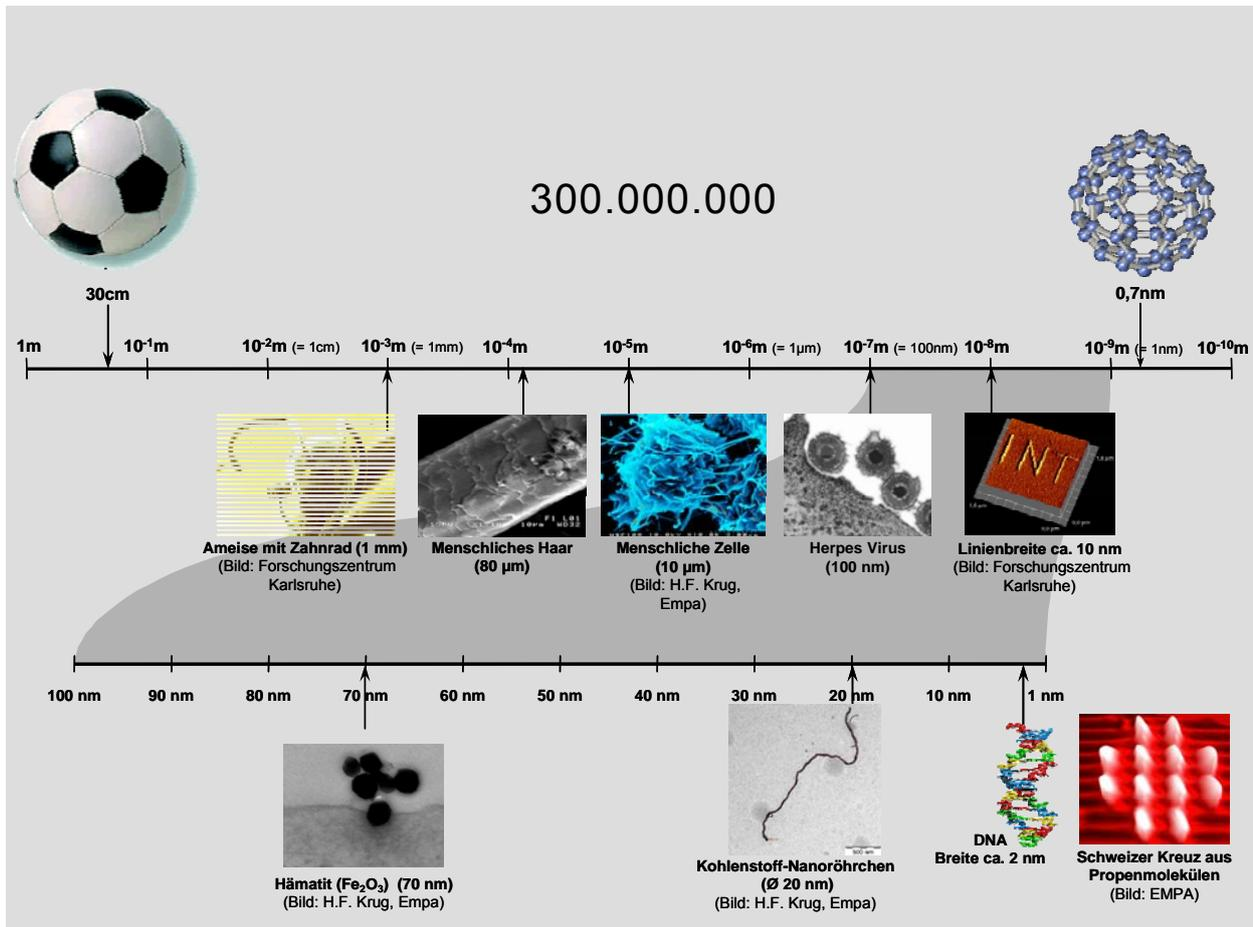 300.000.000
30cm
0,7nm
1m 10-1m 10-2m (= 1cm) 10-3m (= 1mm) 10-4m 10-5m 10-6m (= 1µm) 10-7m (= 100nm) 10-8m 10-9m (= 1nm) 10-10m
INT
Ameise mit Zahnrad (1 mm)
(Bild: Forschungszentrum
Karlsruhe)
Menschliches Haar
(80 µm)
Menschliche Zelle
(10 µm)
(Bild: H.F. Krug,
Empa)
Herpes Virus
(100 nm)
Linienbreite ca. 10 nm
(Bild: Forschungszentrum
Karlsruhe)
100 nm 90 nm 80 nm 70 nm 60 nm 50 nm 40 nm 30 nm 20 nm 10 nm 1 nm
Hämatit (Fe2O3) (70 nm)
(Bild: H.F. Krug, Empa)
Kohlenstoff-Nanoröhrchen
(Ø 20 nm)
(Bild: H.F. Krug, Empa)
DNA
Breite ca. 2 nm
Schweizer Kreuz aus
Propenmolekülen
(Bild: EMPA)